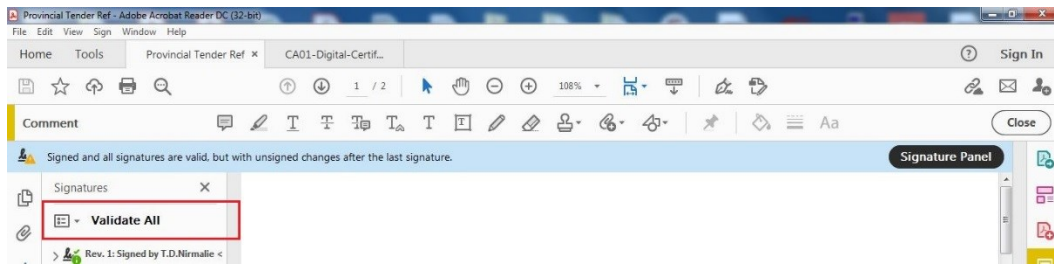 Provincial Tender Ref - Adobe Acrobat Reader DC (32-bit)
File Edit View Sign Window Help
Home Tools Provincial Tender Ref × CA01-Digital-Certif... Sign In
1 / 2 108%
Comment Aa Close
Signed and all signatures are valid, but with unsigned changes after the last signature. Signature Panel
Signatures
Validate All
Rev. 1: Signed by T.D.Nirmalie <